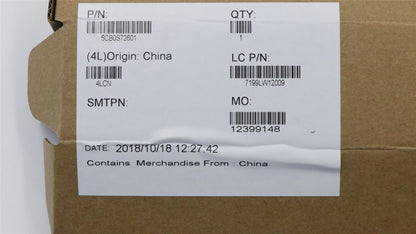 P/N: QTY:
5CB0S72601 1
(4L)Origin: China LC P/N:
4LCN 7199LW12009
SMTPN: MO:
12399148
DATE: 2018/10/18 12:27:42
Contains Merchandise From : China